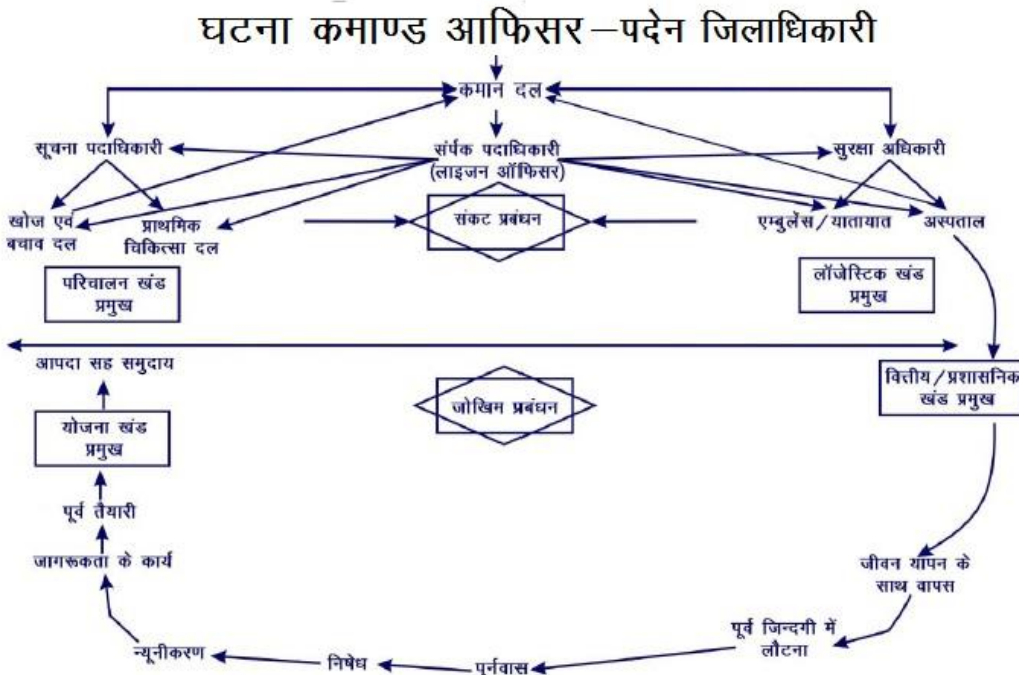 घटना कमाण्ड आफिसर–पदेन जिलाधिकारी
कमान दल
सूचना पदाधिकारी
संर्पक पदाधिकारी
(लाइजन ऑफिसर)
सुरक्षा अधिकारी
खोज एवं
बचाव दल
प्राथमिक
चिकित्सा दल
संकट प्रबंधन
एम्बुलेंस/यातायात
अस्पताल
परिचालन खंड
प्रमुख
लॉजेस्टिक खंड
प्रमुख
आपदा सह समुदाय
जोखिम प्रबंधन
वित्तीय/प्रशासनिक
खंड प्रमुख
योजना खंड
प्रमुख
पूर्व तैयारी
जागरूकता के कार्य
जीवन यापन के
साथ वापस
पूर्व जिन्दगी में
लौटना
न्यूनीकरण
निषेध
पुर्नवास